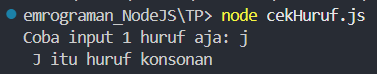 emrograman_NodeJS\TP> node cekHuruf.js
Coba input 1 huruf aja: j
 J itu huruf konsonan